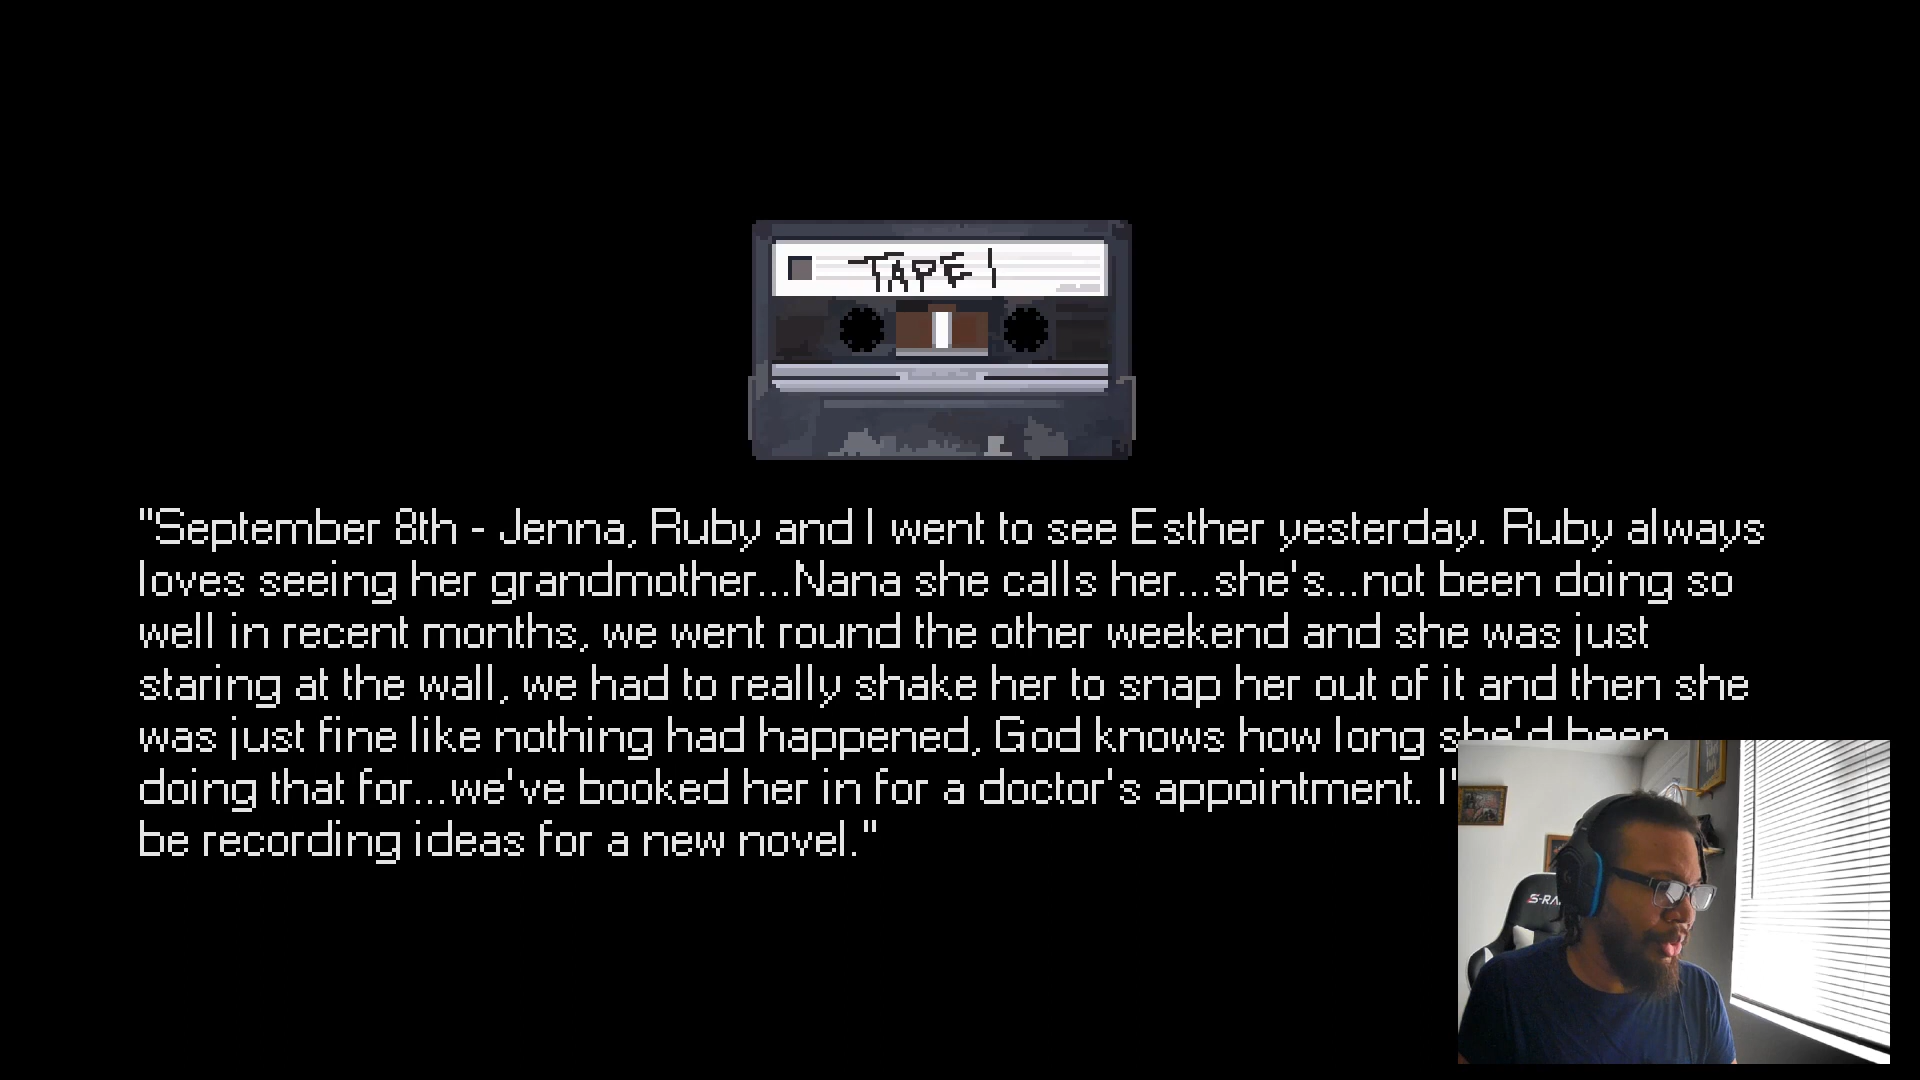 TAPE 1
"September 8th - Jenna, Ruby and I went to see Esther yesterday. Ruby always
loves seeing her grandmother...Nana she calls her...she's...not been doing so
well in recent months, we went round the other weekend and she was just
staring at the wall, we had to really shake her to snap her out of it and then she
was just fine like nothing had happened, God knows how long she'd been
doing that for...we've booked her in for a doctor's appointment.
be recording ideas for a new novel."